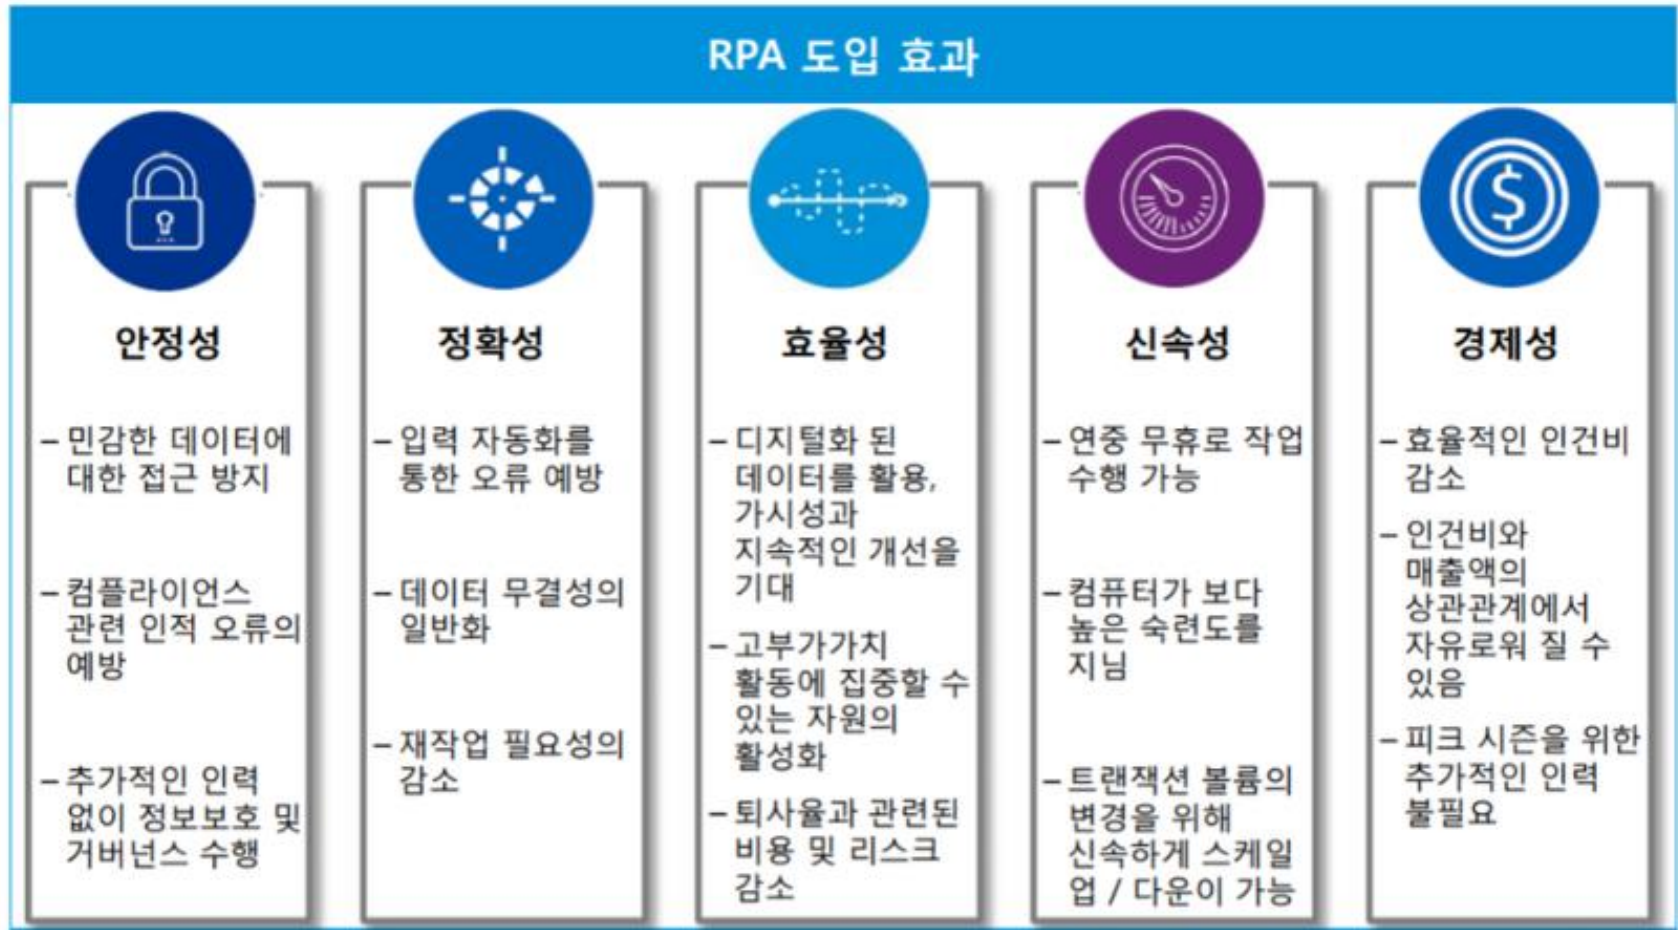 RPA 도입 효과
안정성
– 민감한 데이터에
대한 접근 방지
– 컴플라이언스
관련 인적 오류의
예방
– 추가적인 인력
없이 정보보호 및
거버넌스 수행
정확성
– 입력 자동화를
통한 오류 예방
– 데이터 무결성의
일반화
– 재작업 필요성의
감소
효율성
– 디지털화 된
데이터를 활용,
가시성과
지속적인 개선을
기대
– 고부가가치
활동에 집중할 수
있는 자원의
활성화
– 퇴사율과 관련된
비용 및 리스크
감소
신속성
– 연중 무휴로 작업
수행 가능
– 컴퓨터가 보다
높은 숙련도를
지님
– 트랜잭션 볼륨의
변경을 위해
신속하게 스케일
업 / 다운이 가능
경제성
– 효율적인 인건비
감소
– 인건비와
매출액의
상관관계에서
자유로워 질 수
있음
– 피크 시즌을 위한
추가적인 인력
불필요